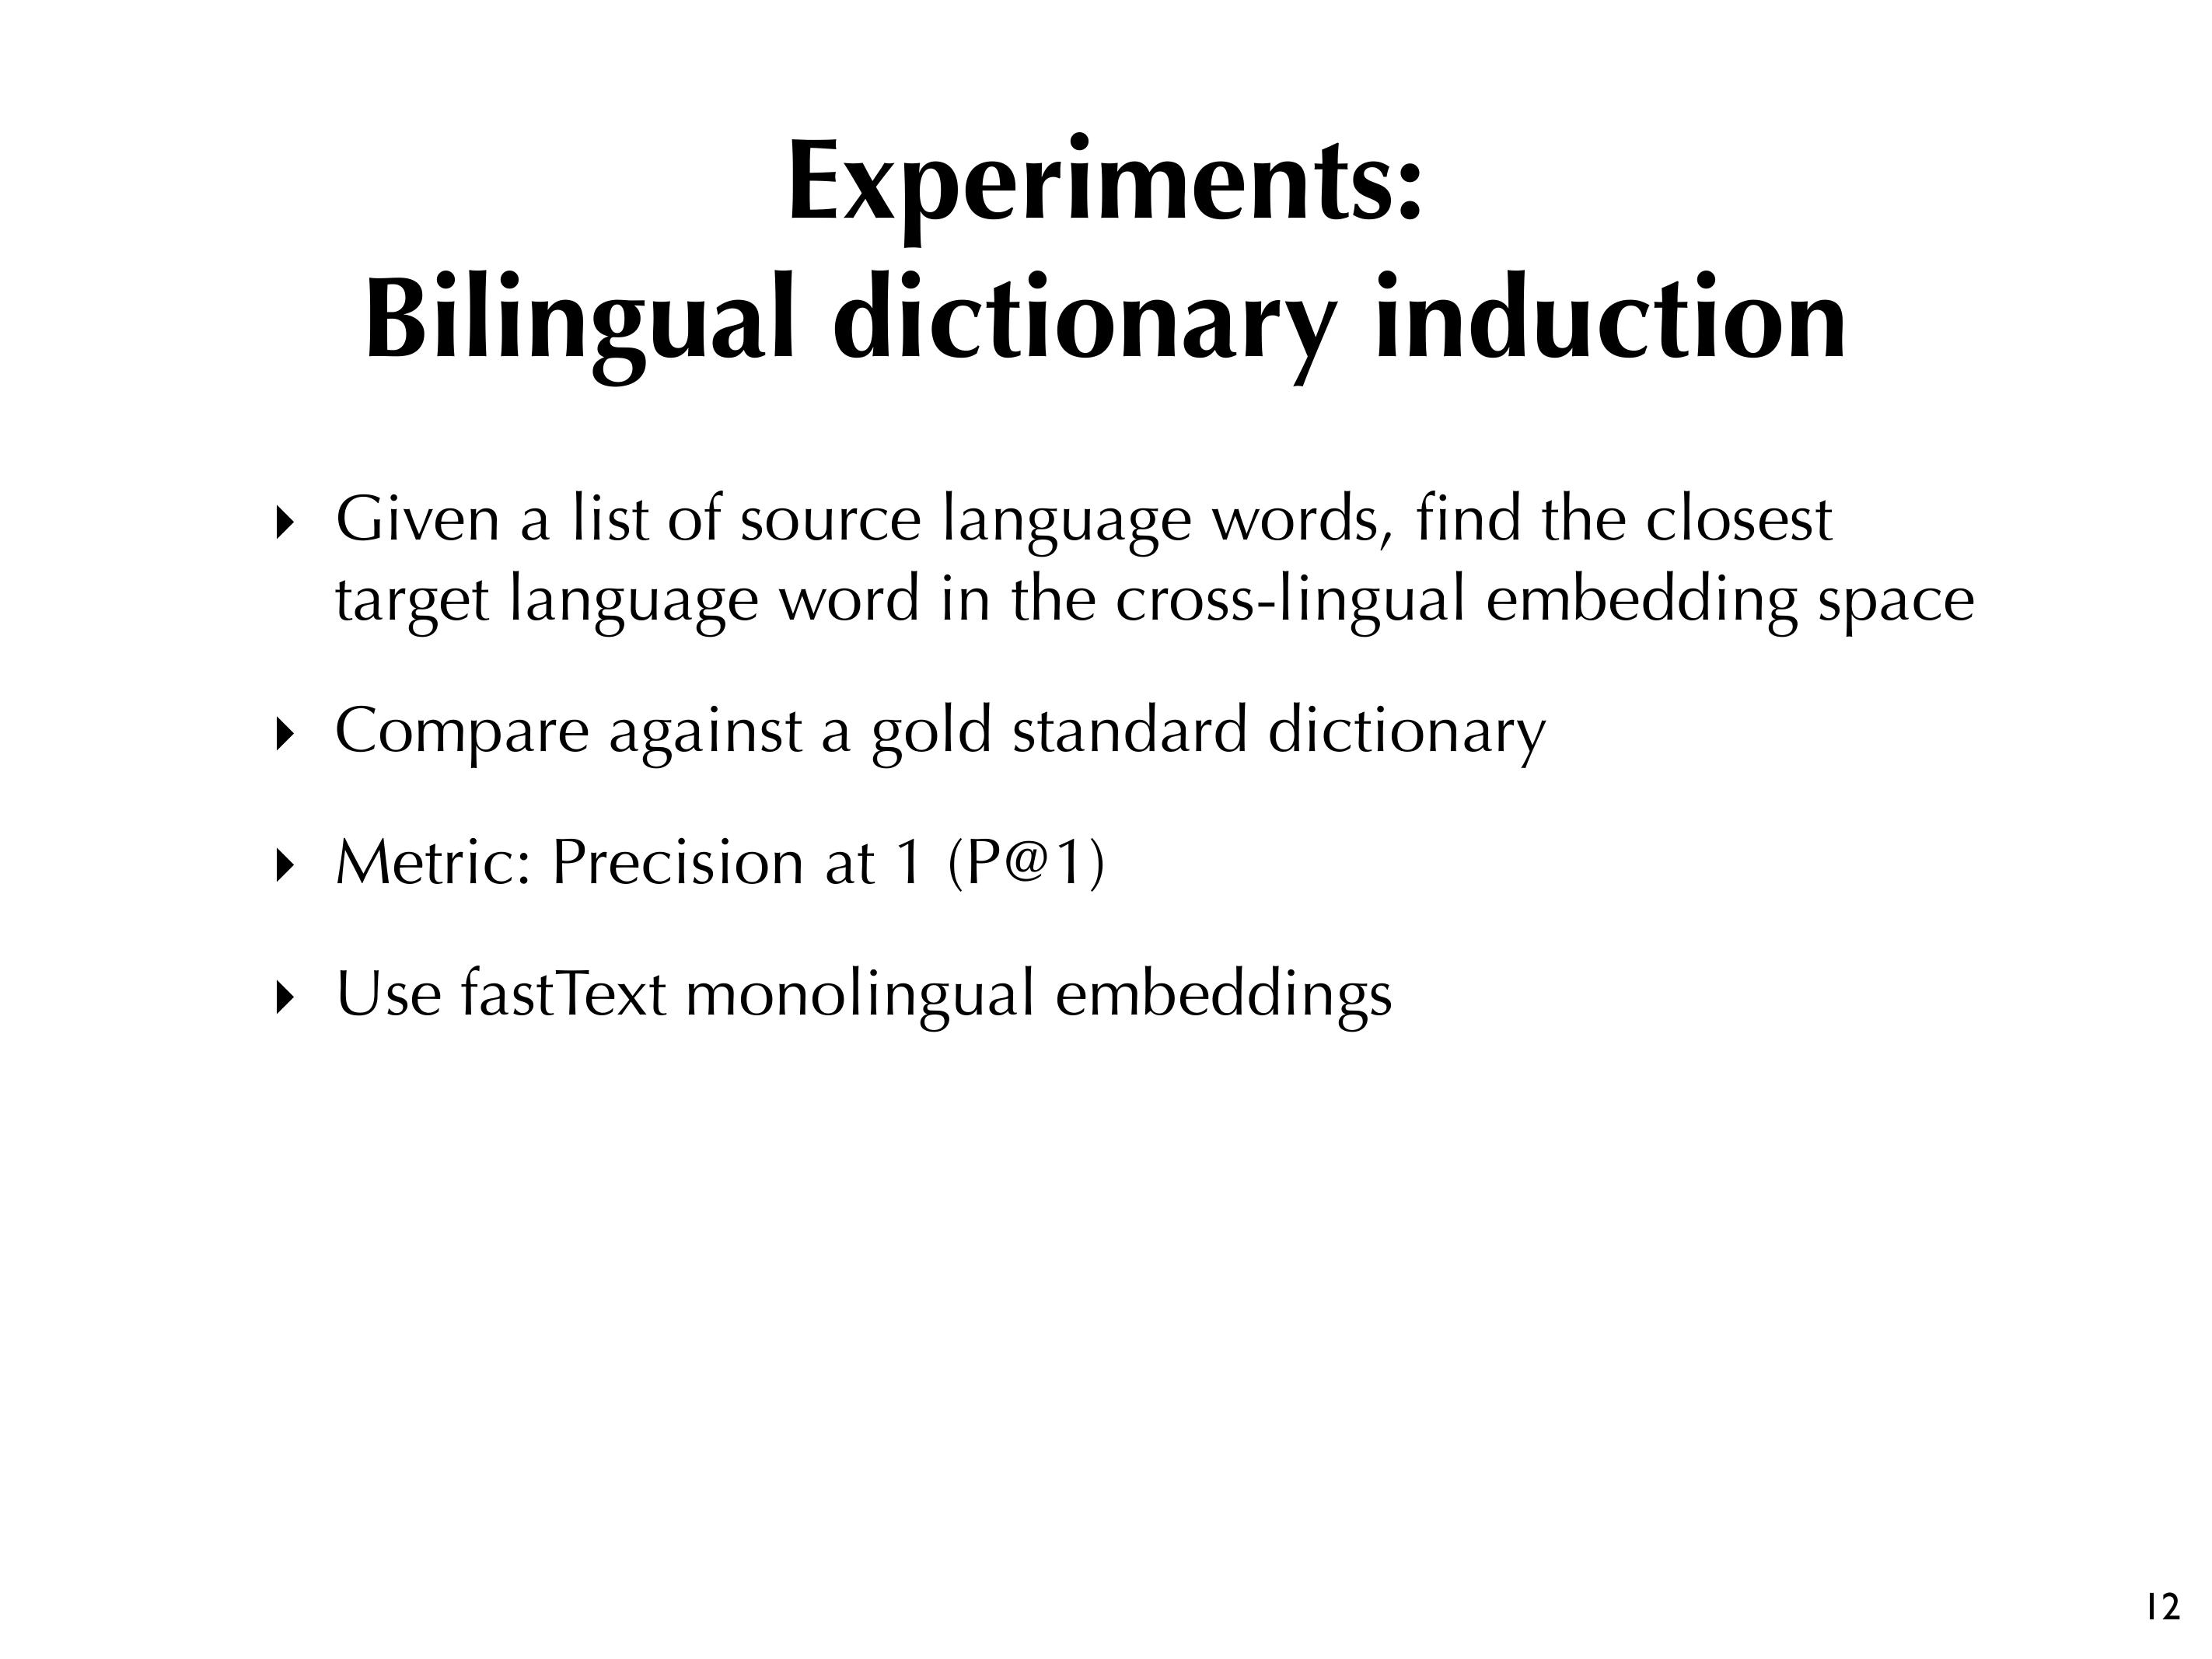 Experiments:
Bilingual dictionary induction
‣ Given a list of source language words, find the closest
target language word in the cross-lingual embedding space
‣ Compare against a gold standard dictionary
‣ Metric: Precision at 1 (P@1)
‣ Use fastText monolingual embeddings
12